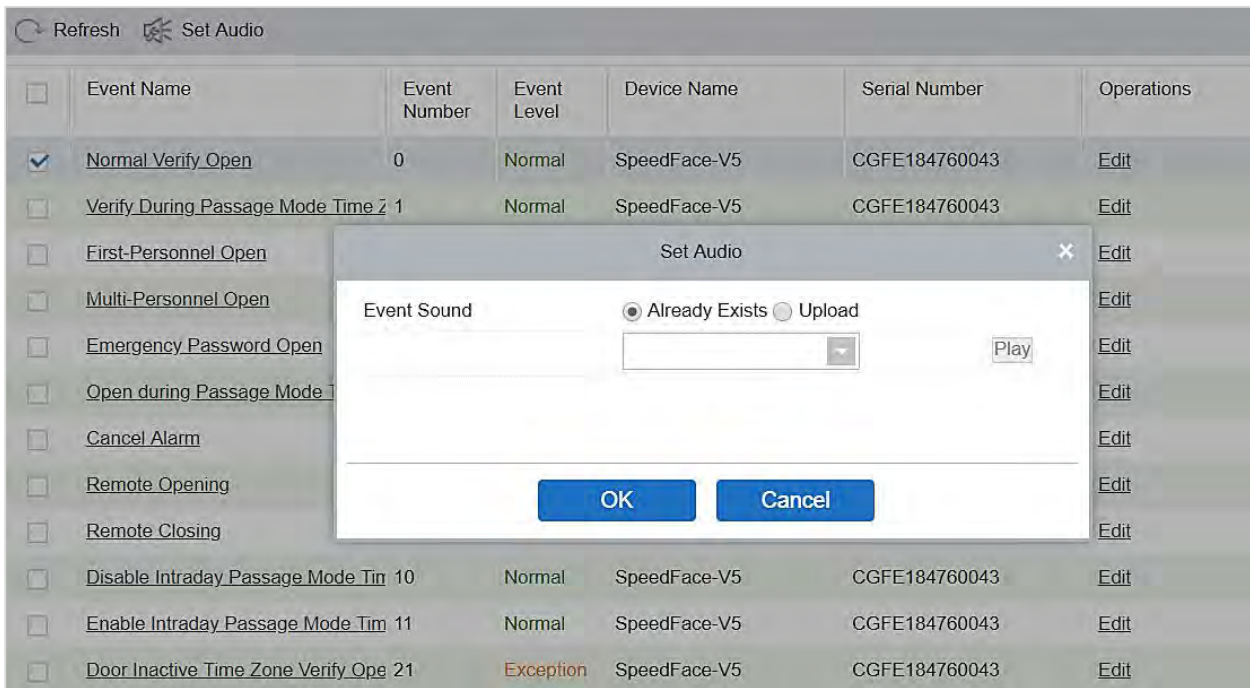 Refresh Set Audio
Event Name Event Number Event Level Device Name Serial Number Operations
Normal Verify Open 0 Normal SpeedFace-V5 CGFE184760043 Edit
Verify During Passage Mode Time Z 1 Normal SpeedFace-V5 CGFE184760043 Edit
Set Audio ×
First-Personnel Open Edit
Multi-Personnel Open Edit
Event Sound Already Exists Upload
Emergency Password Open Play Edit
Open during Passage Mode T Edit
Cancel Alarm Edit
Remote Opening Edit
OK Cancel
Remote Closing Edit
Disable Intraday Passage Mode Tim 10 Normal SpeedFace-V5 CGFE184760043 Edit
Enable Intraday Passage Mode Tim 11 Normal SpeedFace-V5 CGFE184760043 Edit
Door Inactive Time Zone Verify Ope 21 Exception SpeedFace-V5 CGFE184760043 Edit